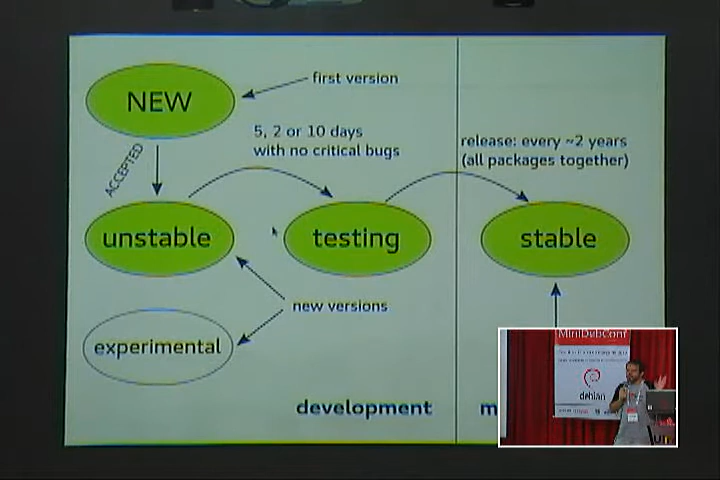 NEW
first version
ACCEPTED
5, 2 or 10 days
with no critical bugs
release: every ~2 years
(all packages together)
unstable
testing
stable
new versions
experimental
development
MiniDebConf
debian